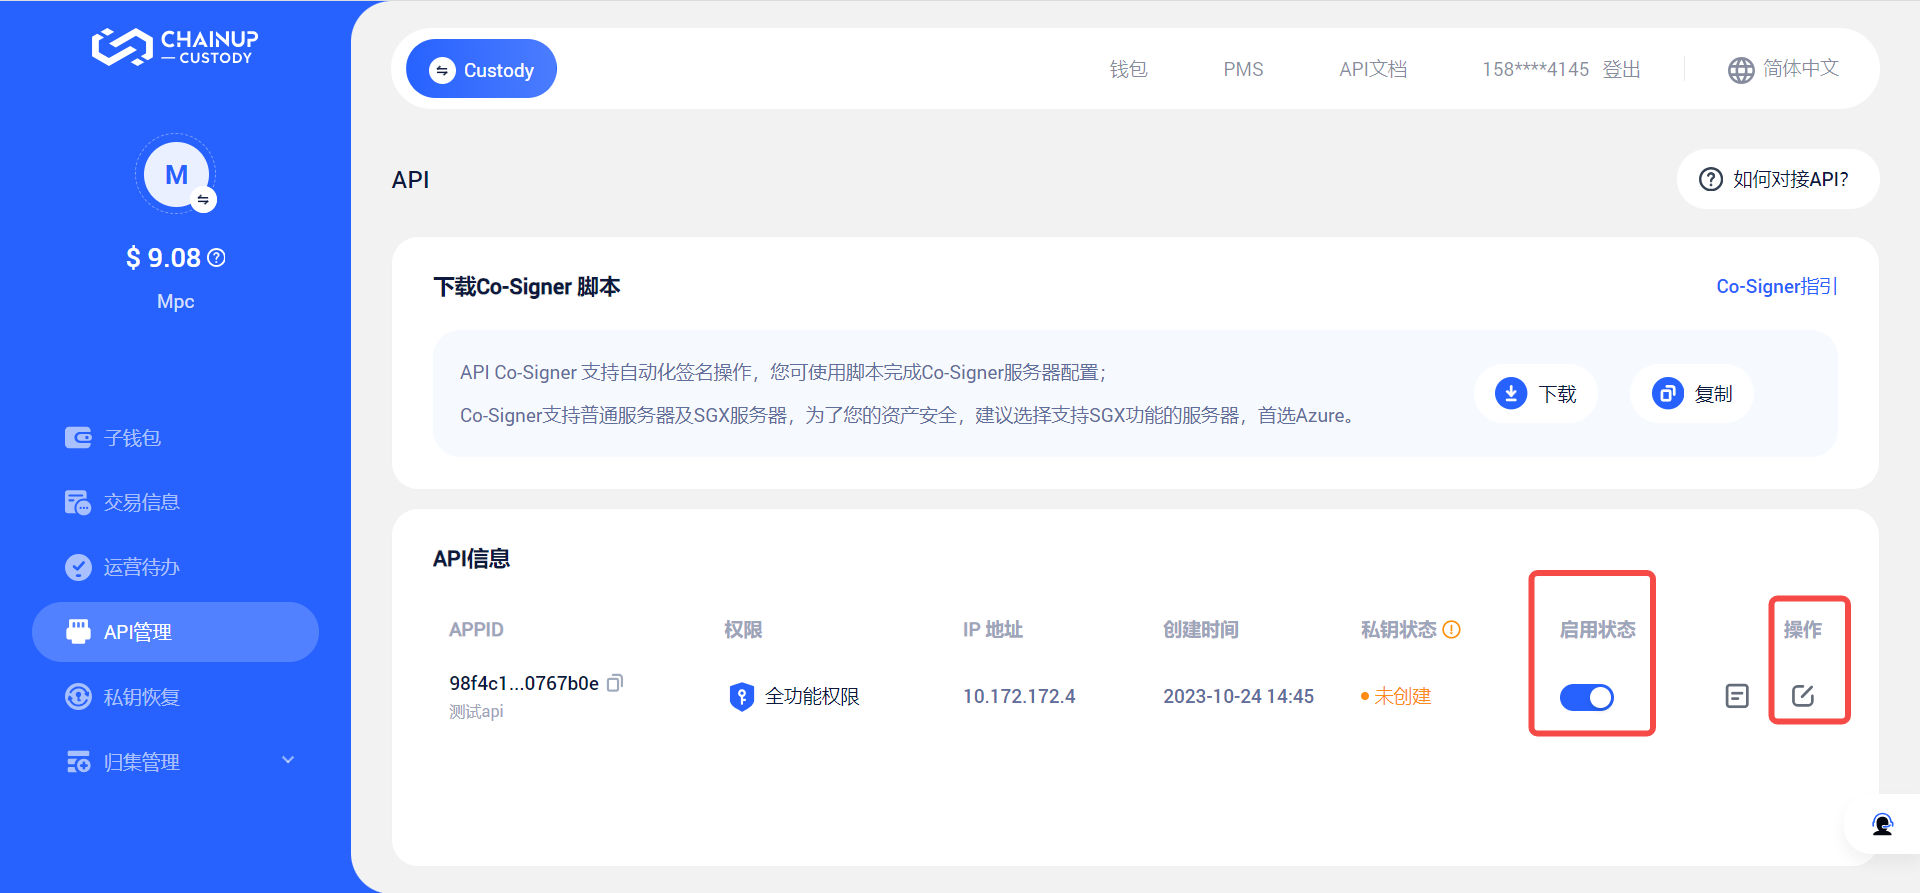 CHAINUP
CUSTODY
M
$ 9.08
Mpc
子钱包
交易信息
运营待办
API管理
私钥恢复
归集管理
Custody
钱包
PMS
API文档
158****4145 登出
简体中文
API
如何对接API?
下载Co-Signer 脚本
Co-Signer指引
API Co-Signer 支持自动化签名操作，您可使用脚本完成Co-Signer服务器配置；
Co-Signer支持普通服务器及SGX服务器，为了您的资产安全，建议选择支持SGX功能的服务器，首选Azure。
下载
复制
API信息
APPID 权限 IP 地址 创建时间 私钥状态 启用状态 操作
98f4c1...0767b0e 全功能权限 10.172.172.4 2023-10-24 14:45 未创建
测试api